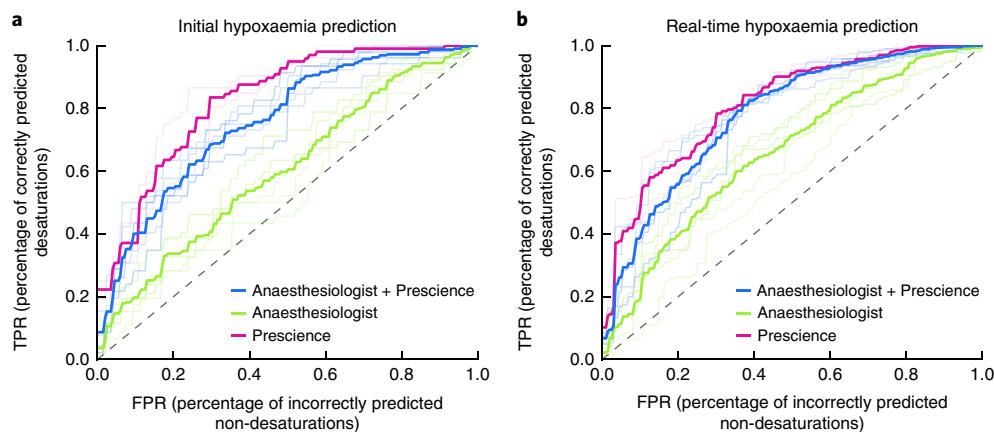 a
Initial hypoxaemia prediction
TPR (percentage of correctly predicted
desaturations)
1.0
0.8
0.6
0.4
0.2
0.0
Anaesthesiologist + Prescience
Anaesthesiologist
Prescience
0.0 0.2 0.4 0.6 0.8 1.0
FPR (percentage of incorrectly predicted
non-desaturations)
b
Real-time hypoxaemia prediction
TPR (percentage of correctly predicted
desaturations)
1.0
0.8
0.6
0.4
0.2
0.0
Anaesthesiologist + Prescience
Anaesthesiologist
Prescience
0.0 0.2 0.4 0.6 0.8 1.0
FPR (percentage of incorrectly predicted
non-desaturations)